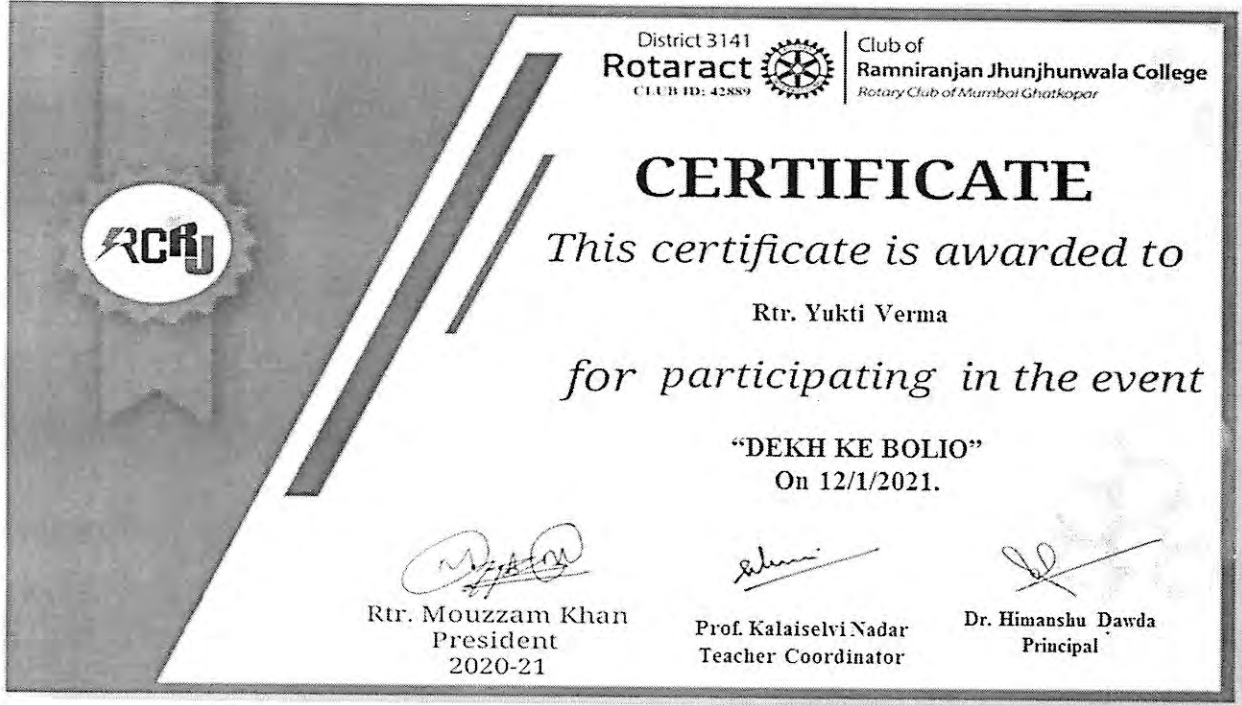 District 3141
Rotaract
CLUB ID: 42889
Club of
Ramniranjan Jhunjhunwala College
Rotary Club of Mumbai Ghatkopar
RCRJ
CERTIFICATE
This certificate is awarded to
Rtr. Yukti Verma
for participating in the event
“DEKH KE BOLIO”
On 12/1/2021.
Rtr. Mouzzam Khan
President
2020-21
Prof. Kalaiselvi Nadar
Teacher Coordinator
Dr. Himanshu Dawda
Principal